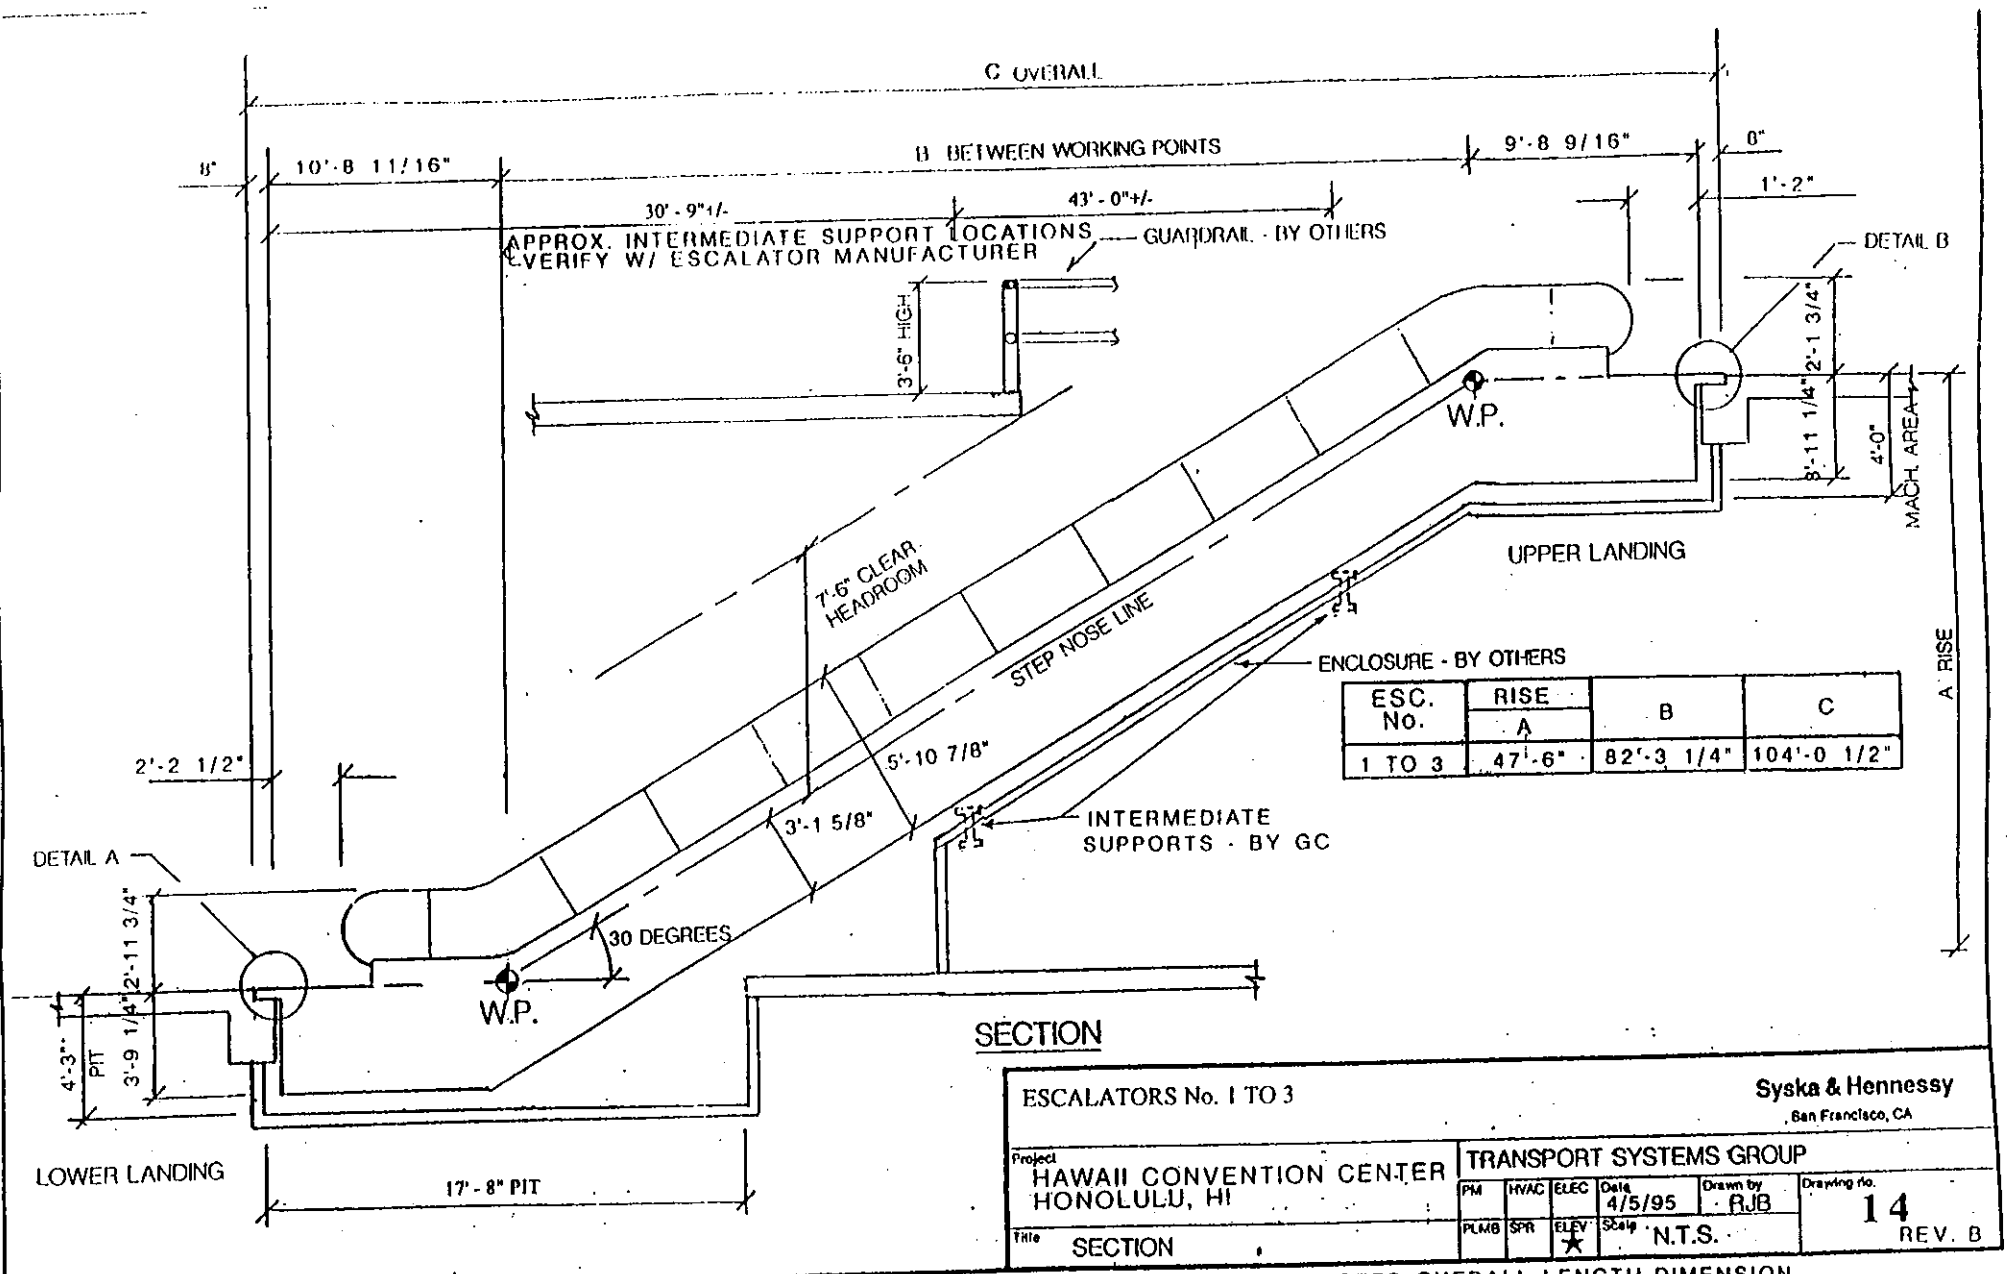 C OVERALL
B BETWEEN WORKING POINTS
9'-8 9/16"
8"
8"
10'-8 11/16"
1'-2"
30'-9"+/-
43'-0"+/-
APPROX. INTERMEDIATE SUPPORT LOCATIONS
VERIFY W/ ESCALATOR MANUFACTURER
GUARDRAIL - BY OTHERS
DETAIL B
3'-6" HIGH
2'-1 3/4"
3'-11 1/4"
4'-0"
MACH. AREA
W.P.
7'-6" CLEAR
HEADROOM
UPPER LANDING
STEP NOSE LINE
A RISE
ENCLOSURE - BY OTHERS
ESC. No.
RISE
A
B
C
1 TO 3
47'-6"
82'-3 1/4"
104'-0 1/2"
2'-2 1/2"
5'-10 7/8"
3'-1 5/8"
INTERMEDIATE
SUPPORTS - BY GC
DETAIL A
2'-11 3/4"
30 DEGREES
W.P.
4'-3"
PIT
3'-9 1/4"
SECTION
LOWER LANDING
17'-8" PIT
ESCALATORS No. 1 TO 3
Syska & Hennessy
San Francisco, CA
Project
HAWAII CONVENTION CENTER
HONOLULU, HI
TRANSPORT SYSTEMS GROUP
PM HVAC ELEC Date 4/5/95 Drawn by RJB Drawing no. 14
PLMB SPR ELEV Scale N.T.S. REV. B
Title SECTION
OVERALL LENGTH DIMENSION